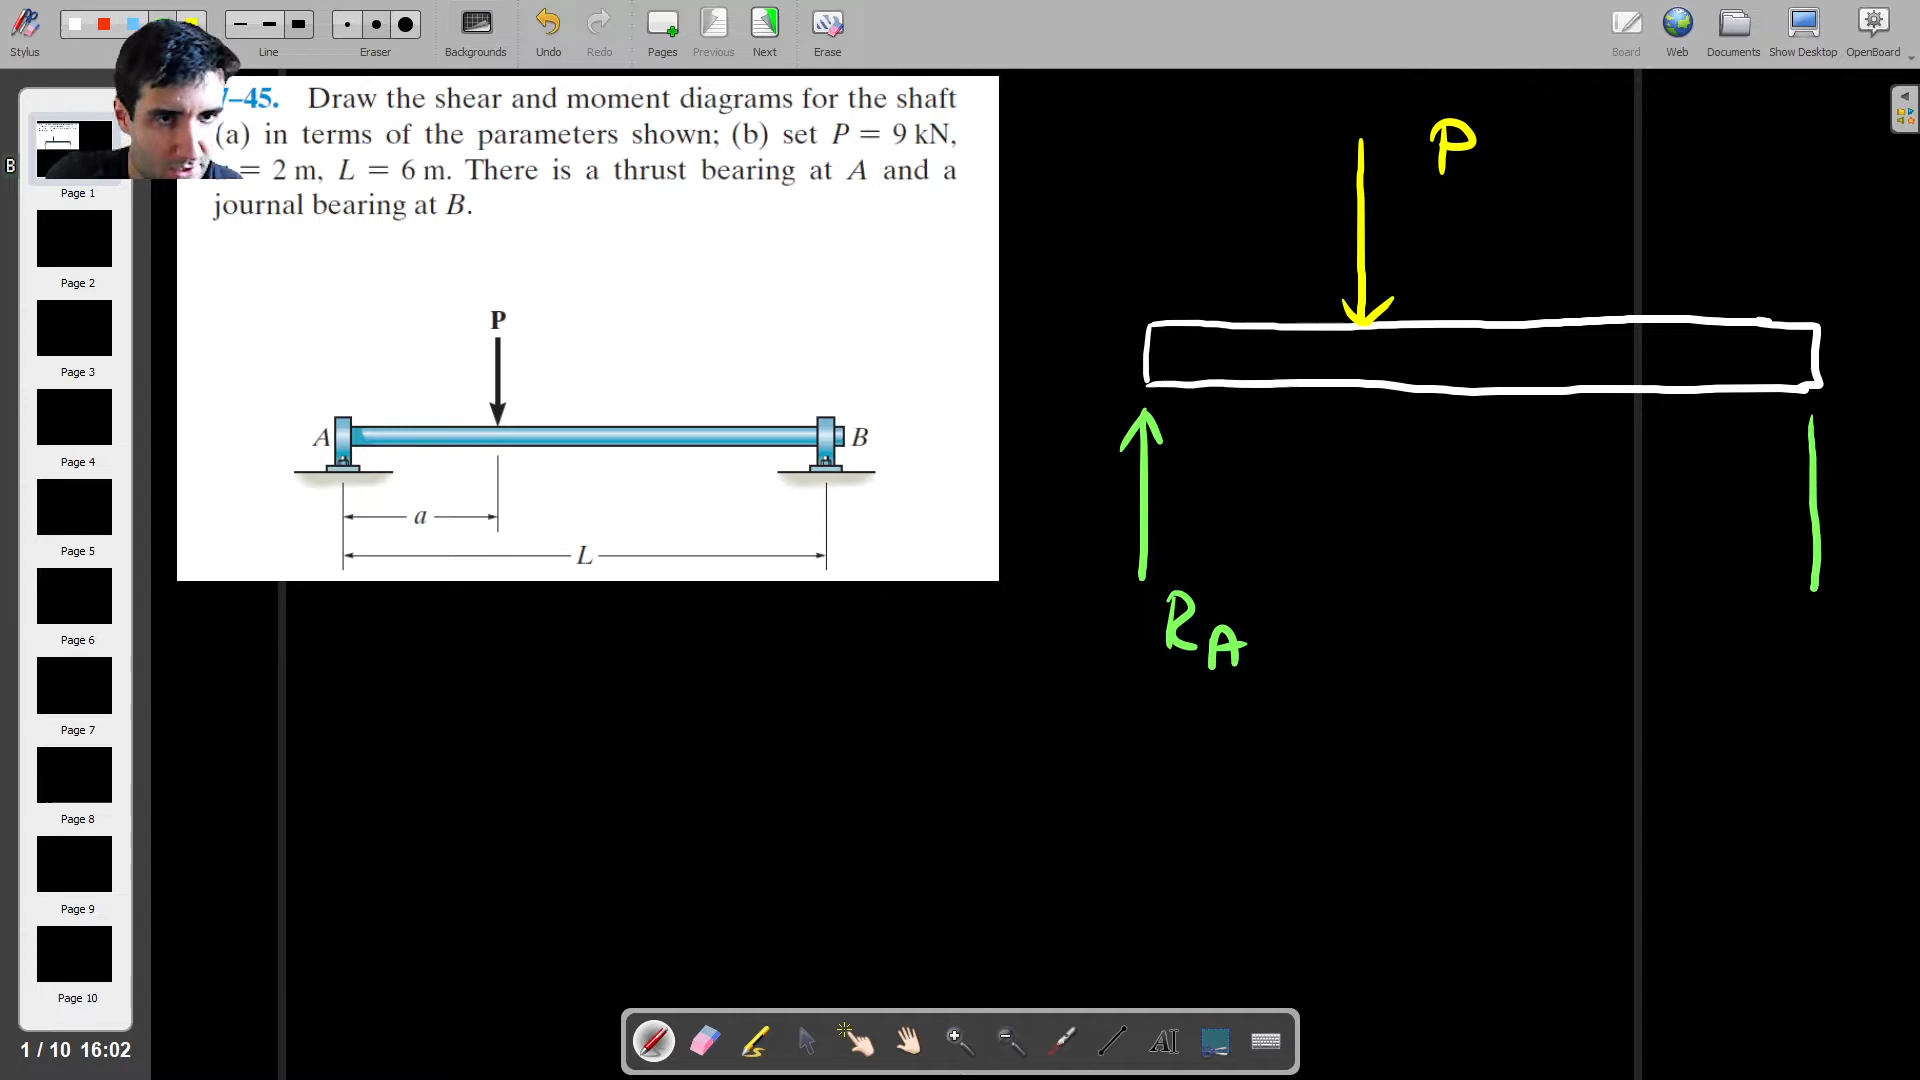 Stylus
Line
Eraser
Backgrounds
Undo
Redo
Pages
Previous
Next
Erase
Board
Web
Documents
Show Desktop
OpenBoard
B
Page 1
Page 2
Page 3
Page 4
Page 5
Page 6
Page 7
Page 8
Page 9
Page 10
1 / 10 16:02
–45. Draw the shear and moment diagrams for the shaft
(a) in terms of the parameters shown; (b) set P = 9 kN,
= 2 m, L = 6 m. There is a thrust bearing at A and a
journal bearing at B.
P
A
B
a
L
P
R_A
AI